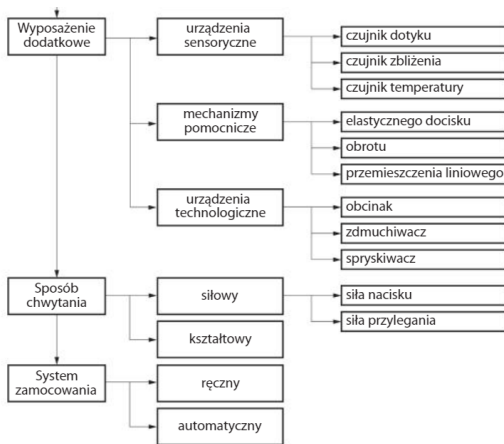 Wyposażenie
dodatkowe
urządzenia
sensoryczne
czujnik dotyku
czujnik zbliżenia
czujnik temperatury
mechanizmy
pomocnicze
elastycznego docisku
obrotu
przemieszczenia liniowego
urządzenia
technologiczne
obcinak
zdmuchiwacz
spryskiwacz
Sposób
chwytania
siłowy
siła nacisku
siła przylegania
kształtowy
System
zamocowania
ręczny
automatyczny